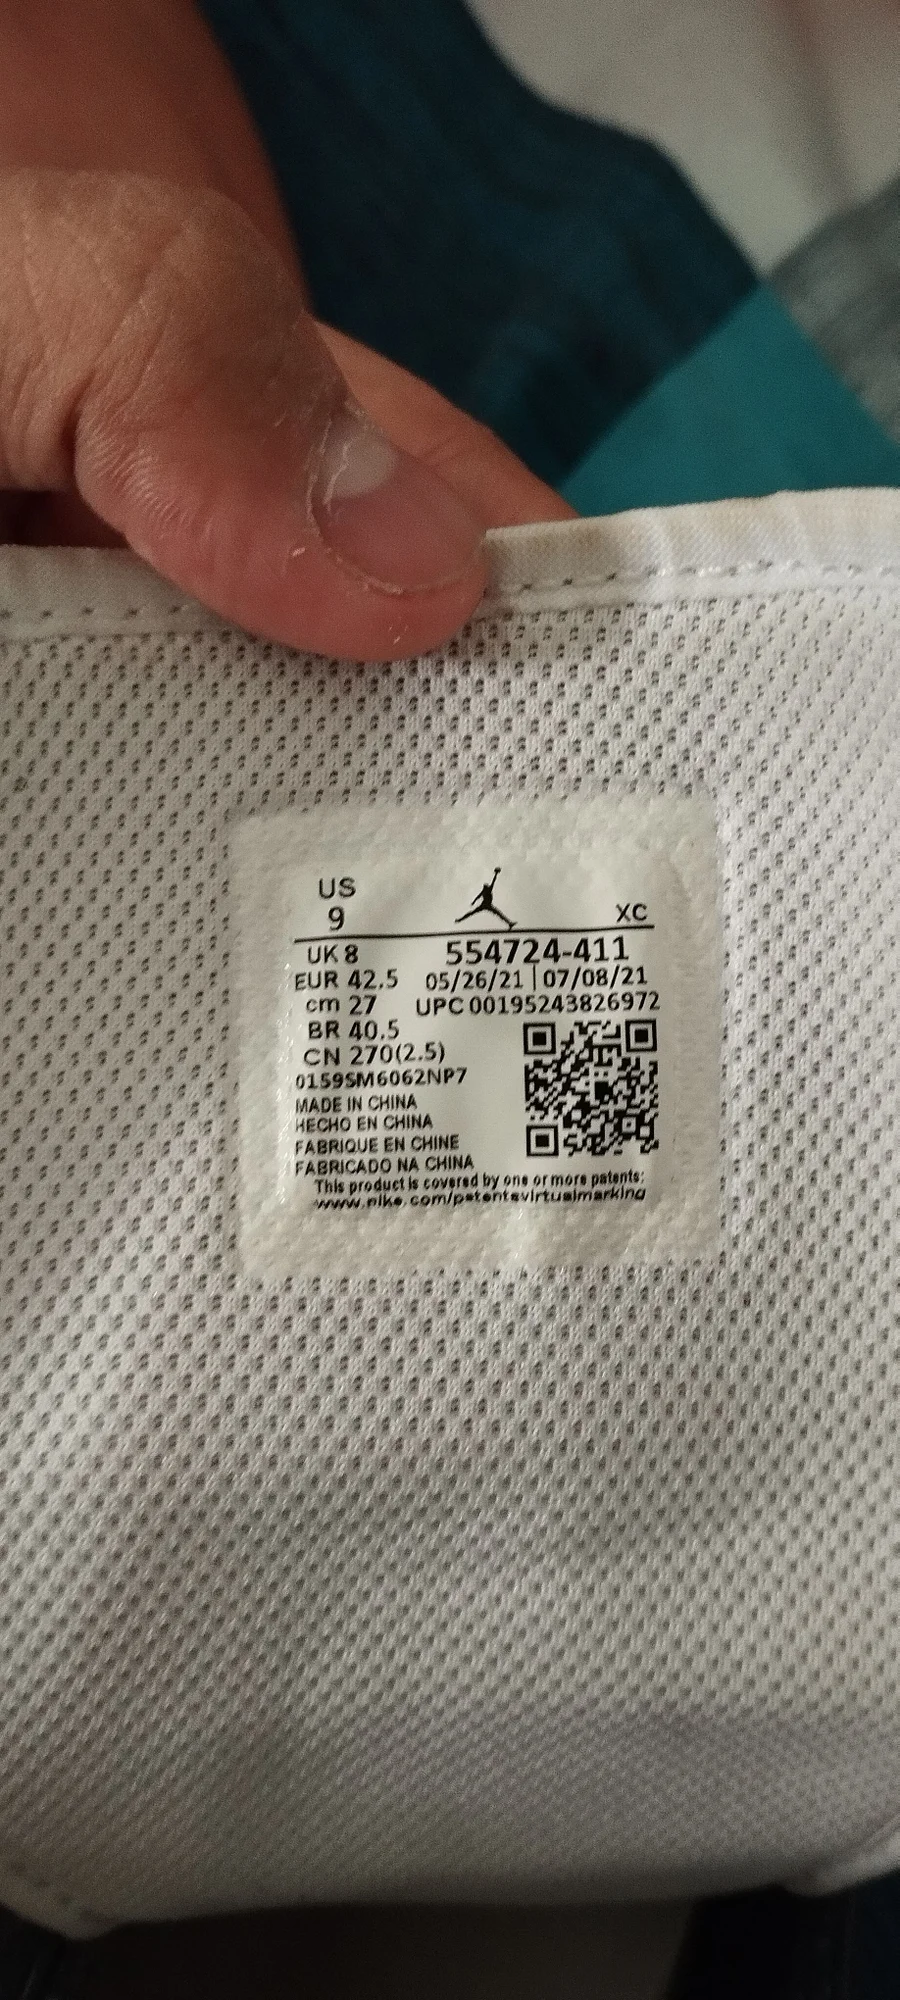 US
9 XC
UK 8 554724-411
EUR 42.5 05/26/21 | 07/08/21
cm 27 UPC 00195243826972
BR 40.5
CN 270(2.5)
0159SM6062NP7
MADE IN CHINA
HECHO EN CHINA
FABRIQUE EN CHINE
FABRICADO NA CHINA
This product is covered by one or more patents:
www.nike.com/patentsvirtualmarking